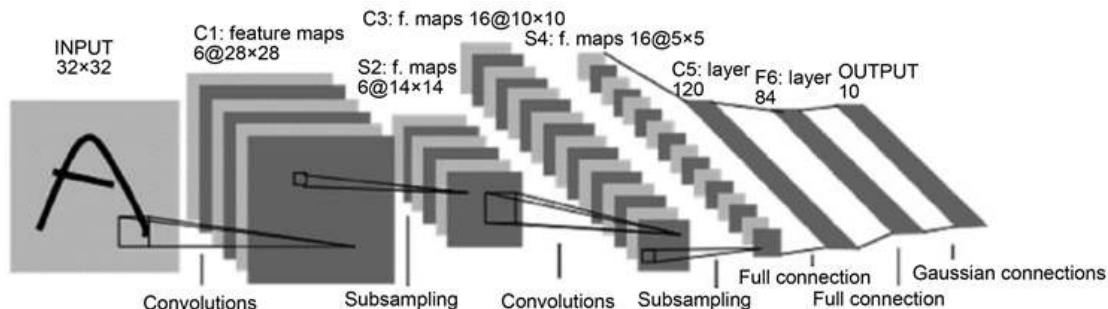 INPUT
32×32
C1: feature maps
6@28×28
S2: f. maps
6@14×14
C3: f. maps 16@10×10
S4: f. maps 16@5×5
C5: layer
120
F6: layer
84
OUTPUT
10
Convolutions
Subsampling
Convolutions
Subsampling
Full connection
Full connection
Gaussian connections